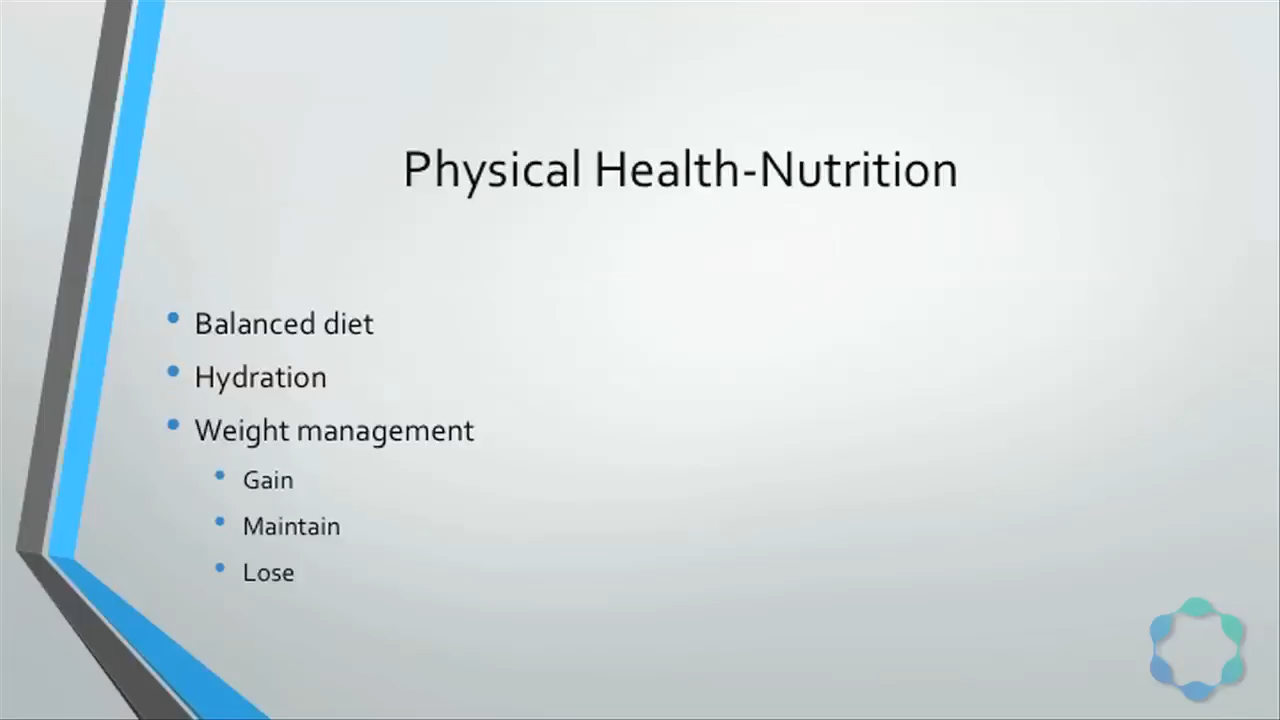 Physical Health-Nutrition
Balanced diet
Hydration
Weight management
Gain
Maintain
Lose